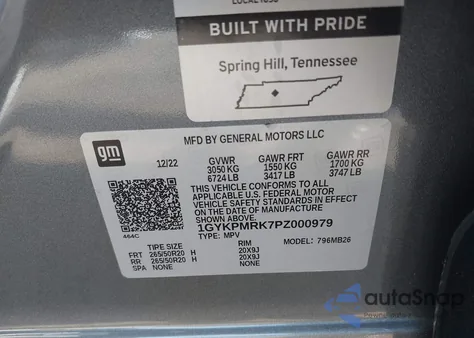 BUILT WITH PRIDE
Spring Hill, Tennessee
MFD BY GENERAL MOTORS LLC
gm
12/22 GVWR GAWR FRT GAWR RR
3050 KG 1550 KG 1700 KG
6724 LB 3417 LB 3747 LB
THIS VEHICLE CONFORMS TO ALL
APPLICABLE U.S. FEDERAL MOTOR
VEHICLE SAFETY STANDARDS IN EFFECT
ON THE DATE OF MANUFACTURE
SHOWN ABOVE.
1GYKPMRK7PZ000979
TYPE: MPV MODEL: 796MB26
464C
TIRE SIZE RIM
FRT 265/50R20 H 20X9J
RR 265/50R20 H 20X9J
SPA NONE NONE
autoSnap